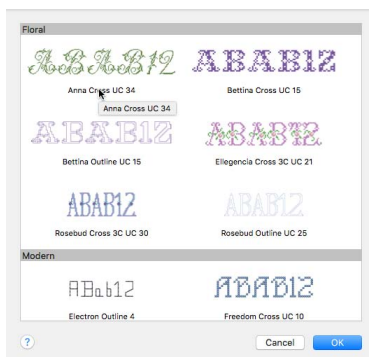 Floral
ABAB12 ABAB12
Anna Cross UC 34 Bettina Cross UC 15
Anna Cross UC 34
ABAB12 ABAB12
Bettina Outline UC 15 Ellegencia Cross 3C UC 21
ABAB12 ABAB12
Rosebud Cross 3C UC 30 Rosebud Outline UC 25
Modern
ABab12 ABAB12
Electron Outline 4 Freedom Cross UC 10
? Cancel OK